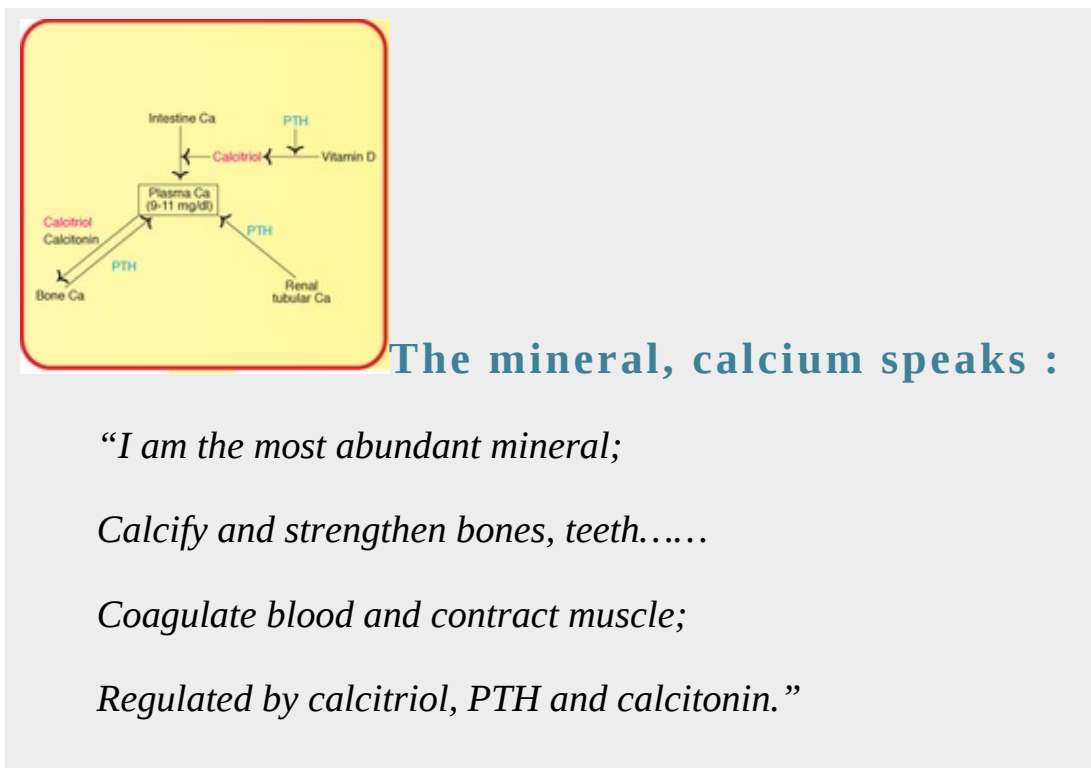 Intestine Ca
PTH
Calcitriol
Vitamin D
Plasma Ca
(9-11 mg/dl)
Calcitriol
Calcitonin
PTH
PTH
Bone Ca
Renal
tubular Ca
The mineral, calcium speaks :
“I am the most abundant mineral;
Calcify and strengthen bones, teeth……
Coagulate blood and contract muscle;
Regulated by calcitriol, PTH and calcitonin.”